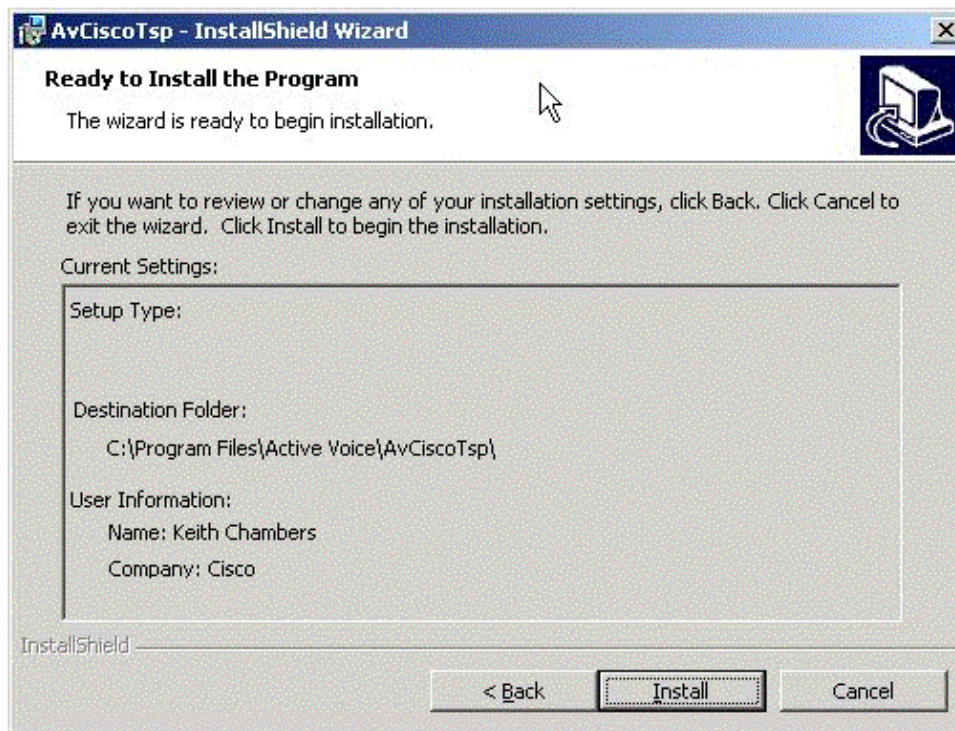 AvCiscoTsp - InstallShield Wizard
Ready to Install the Program
The wizard is ready to begin installation.
If you want to review or change any of your installation settings, click Back. Click Cancel to
exit the wizard. Click Install to begin the installation.
Current Settings:
Setup Type:
Destination Folder:
C:\Program Files\Active Voice\AvCiscoTsp\
User Information:
Name: Keith Chambers
Company: Cisco
InstallShield
< Back Install Cancel